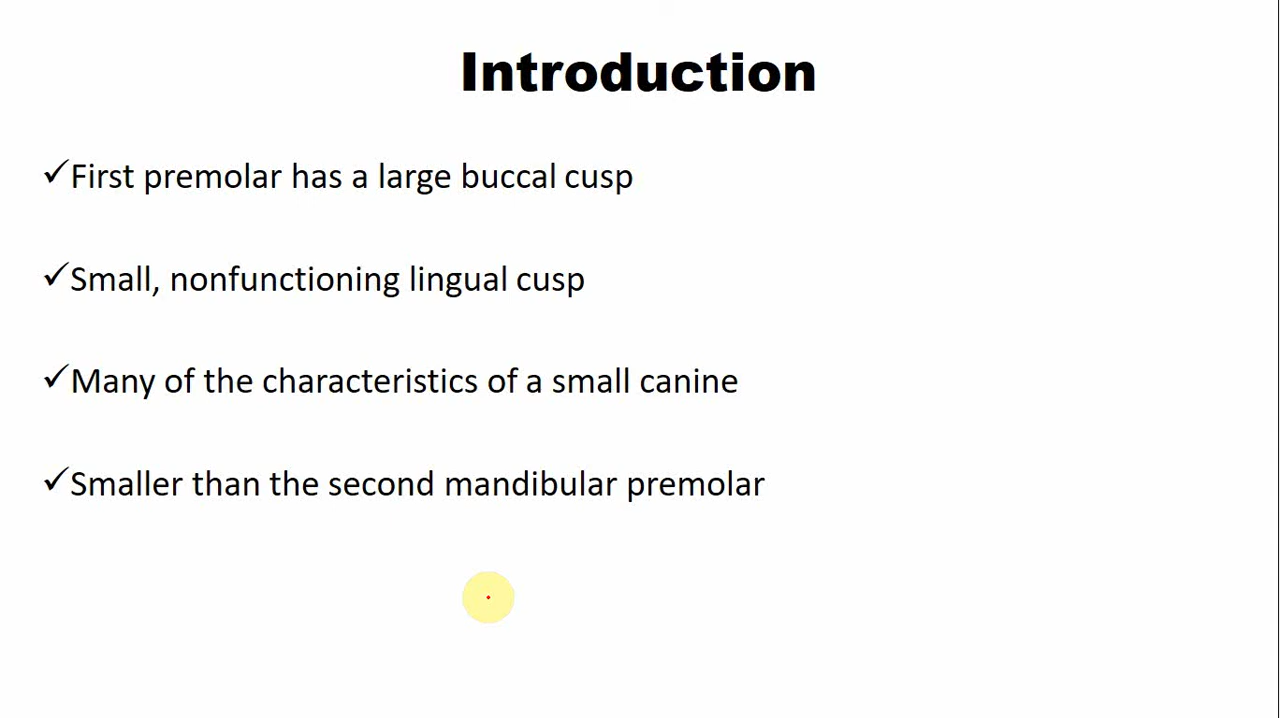 Introduction
✓First premolar has a large buccal cusp
✓Small, nonfunctioning lingual cusp
✓Many of the characteristics of a small canine
✓Smaller than the second mandibular premolar